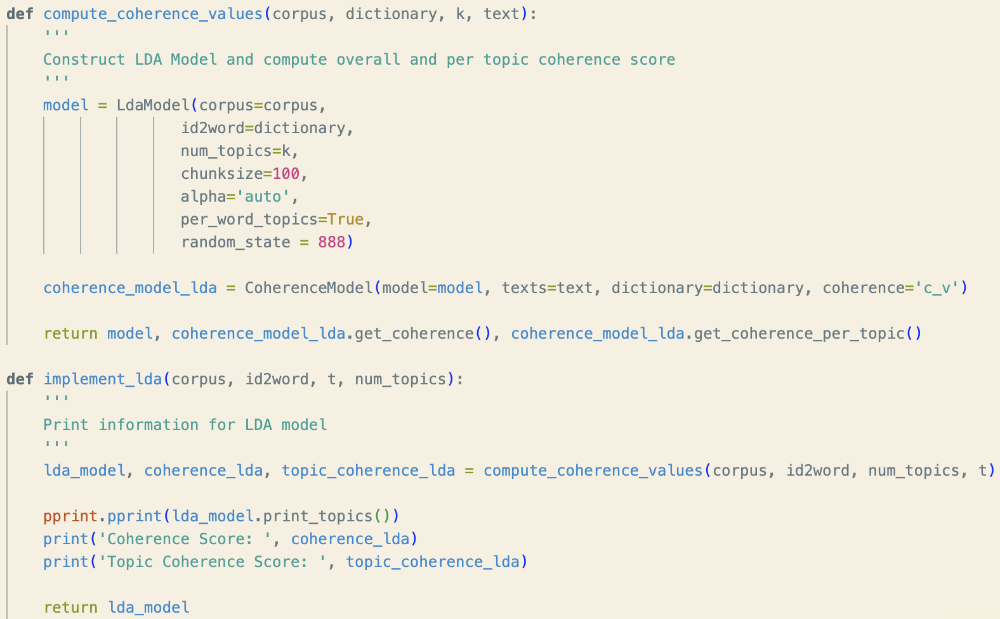 def compute_coherence_values(corpus, dictionary, k, text):
    '''
    Construct LDA Model and compute overall and per topic coherence score
    '''
    model = LdaModel(corpus=corpus,
                   id2word=dictionary,
                   num_topics=k,
                   chunksize=100,
                   alpha='auto',
                   per_word_topics=True,
                   random_state = 888)

    coherence_model_lda = CoherenceModel(model=model, texts=text, dictionary=dictionary, coherence='c_v')

    return model, coherence_model_lda.get_coherence(), coherence_model_lda.get_coherence_per_topic()

def implement_lda(corpus, id2word, t, num_topics):
    '''
    Print information for LDA model
    '''
    lda_model, coherence_lda, topic_coherence_lda = compute_coherence_values(corpus, id2word, num_topics, t)

    pprint.pprint(lda_model.print_topics())
    print('Coherence Score: ', coherence_lda)
    print('Topic Coherence Score: ', topic_coherence_lda)

    return lda_model